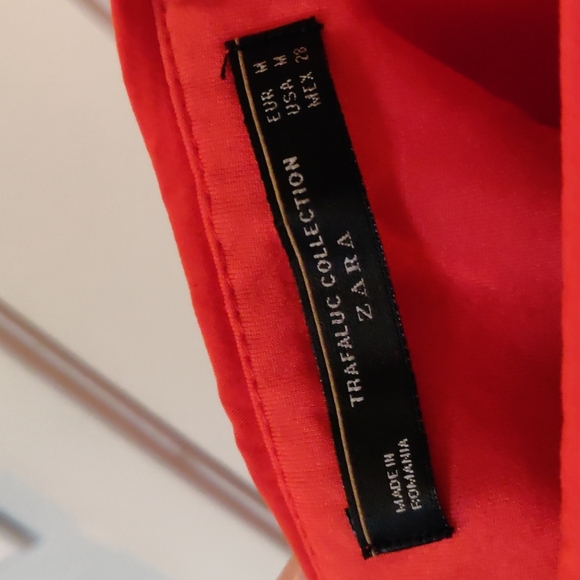 TRAFALUC COLLECTION
ZARA
MADE IN
ROMANIA
EUR M
USA M
MEX 28